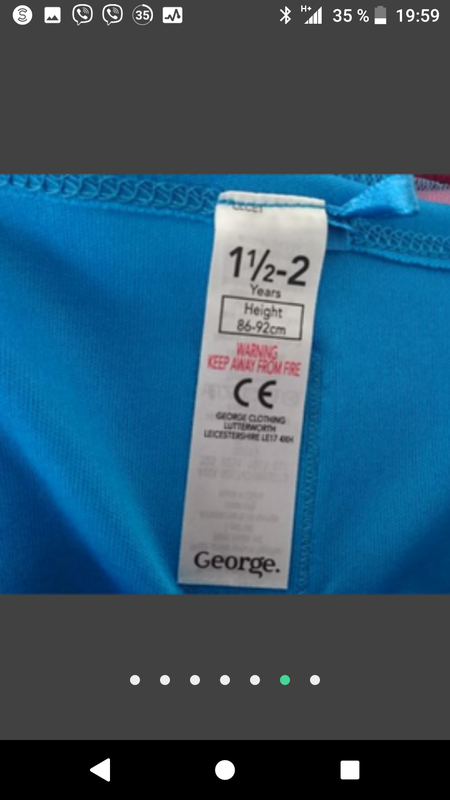 35
H+
35 %
19:59
1½-2
Years
Height
86-92cm
WARNING
KEEP AWAY FROM FIRE
CE
GEORGE CLOTHING
LUTTERWORTH
LEICESTERSHIRE LE17 4XH
George.